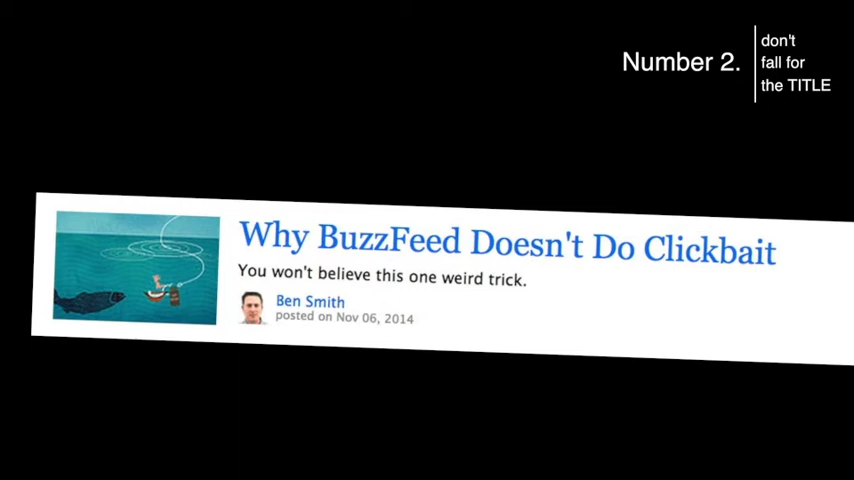 Number 2.
don't
fall for
the TITLE
Why BuzzFeed Doesn't Do Clickbait
You won't believe this one weird trick.
Ben Smith
posted on Nov 06, 2014